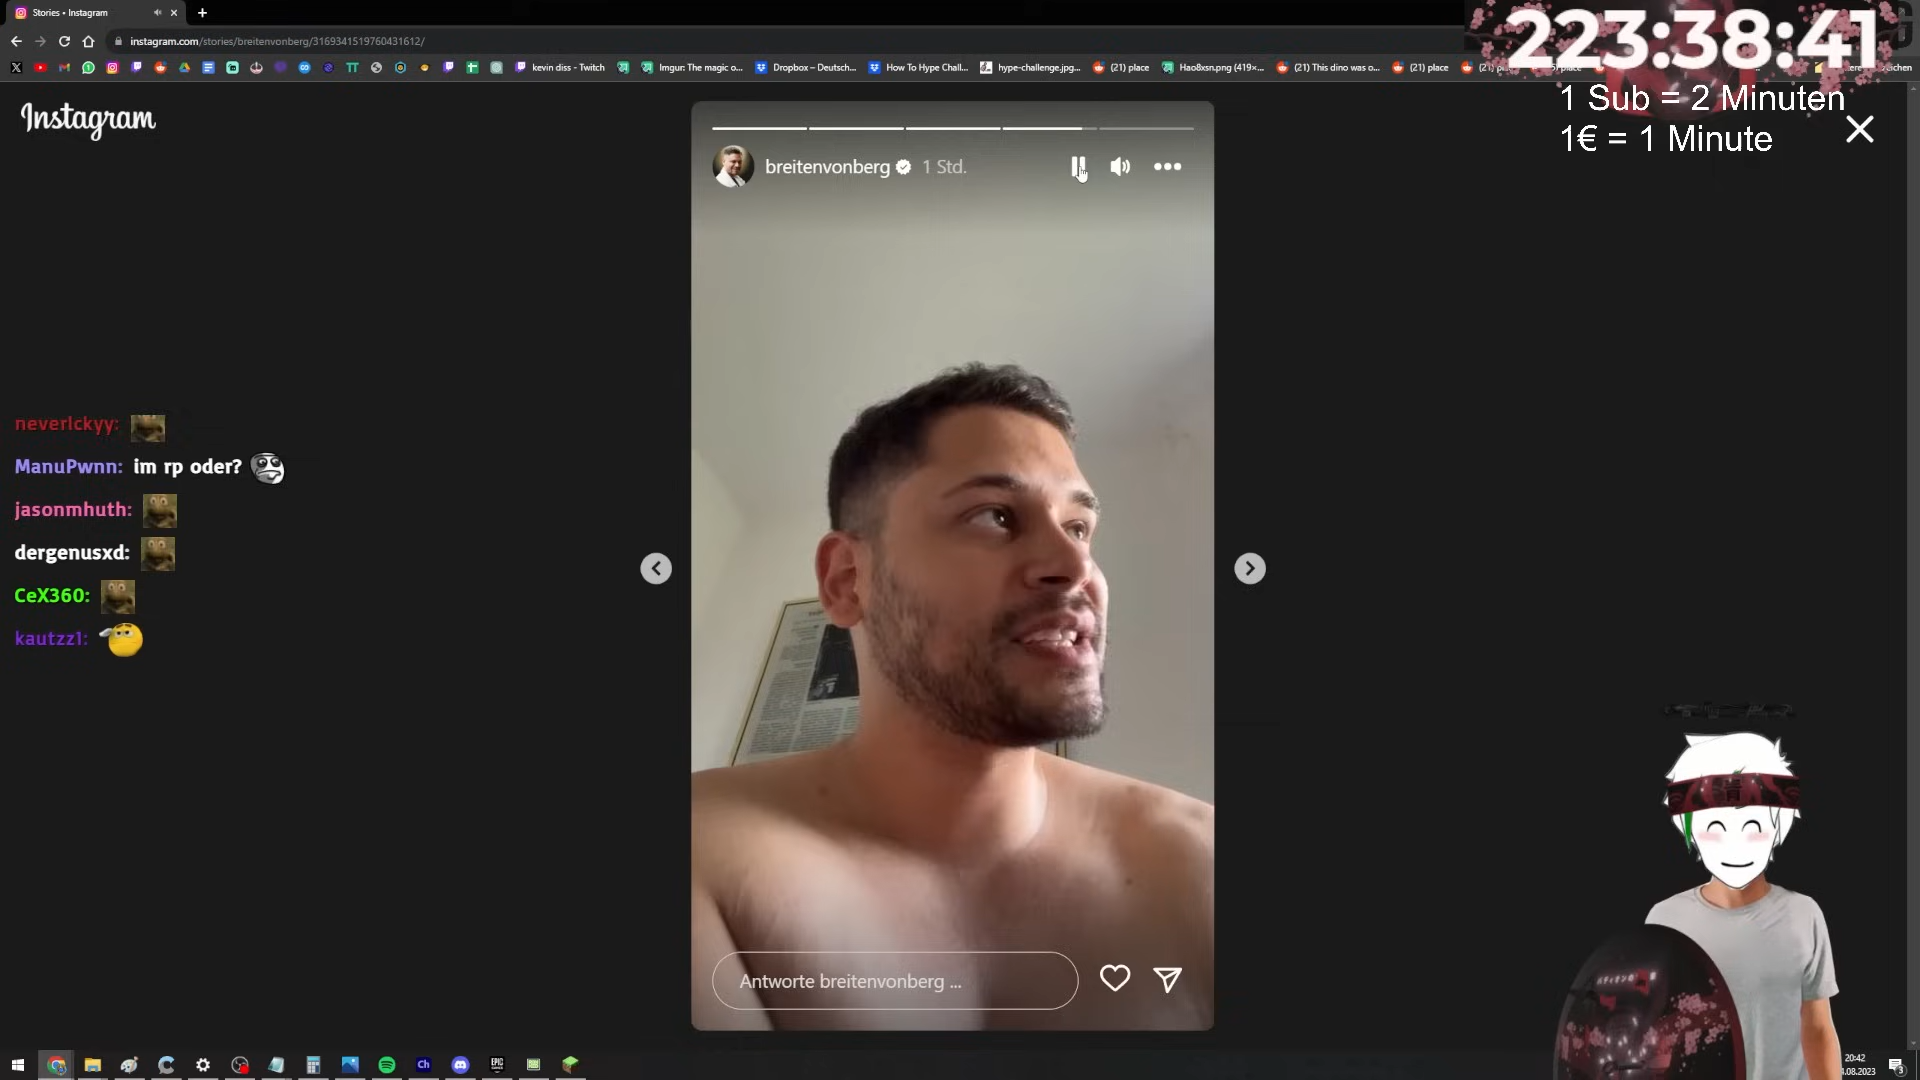 Stories • Instagram
223:38:41
instagram.com/stories/breitenvonberg/3169341519760431612/
kevin diss - Twitch
Imgur: The magic o...
Dropbox – Deutsch...
How To Hype Chall...
hype-challenge.jpg...
(21) place
Hao8xsn.png (419×...
(21) This dino was o...
(21) place
1 Sub = 2 Minuten
1€ = 1 Minute
Instagram
breitenvonberg 1 Std.
neverlckyy:
ManuPwnn: im rp oder?
jasonmhuth:
dergenusxd:
CeX360:
kautzz1:
Antworte breitenvonberg ...
20:42